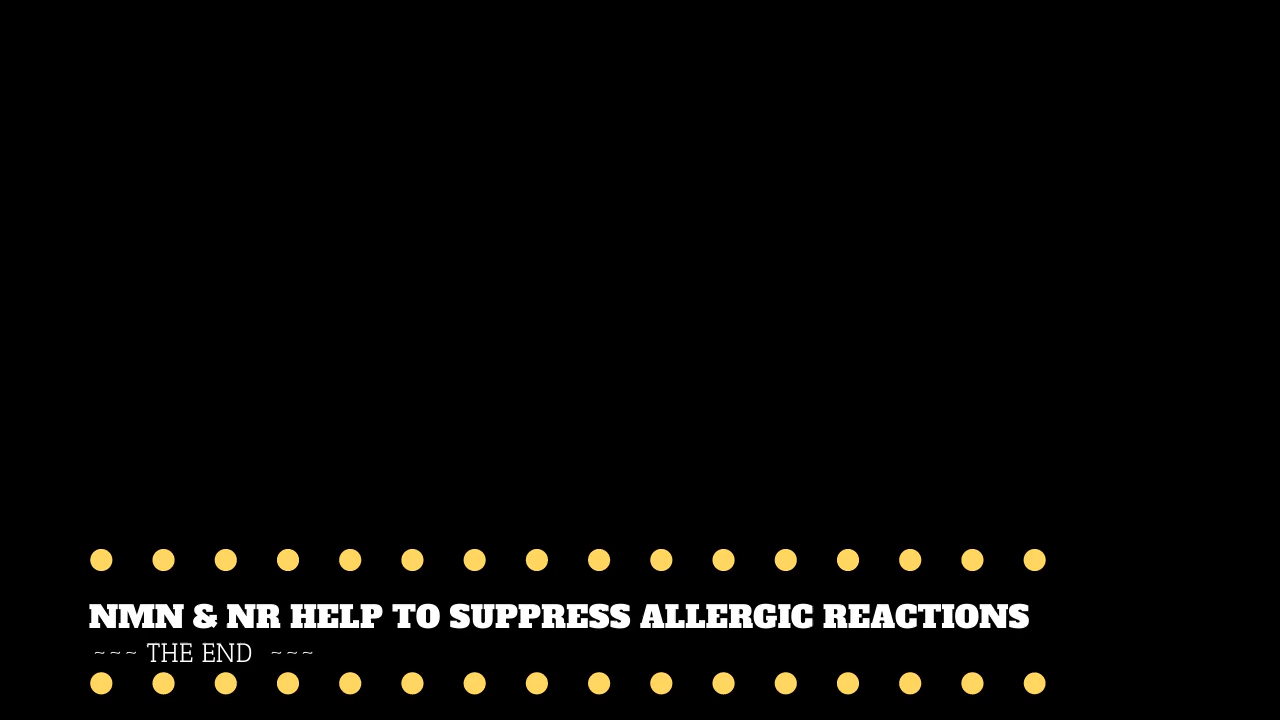 NMN & NR HELP TO SUPPRESS ALLERGIC REACTIONS
~~~ THE END ~~~